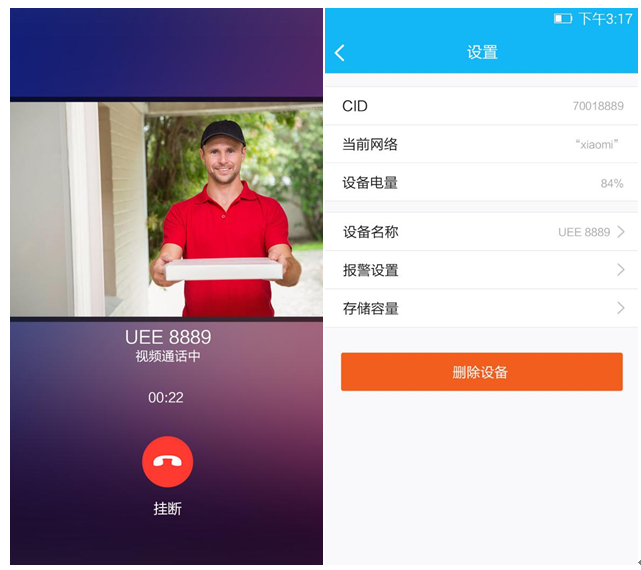 UEE 8889
视频通话中
00:22
挂断
下午3:17
设置
CID 70018889
当前网络 “xiaomi”
设备电量 84%
设备名称 UEE 8889
报警设置
存储容量
删除设备